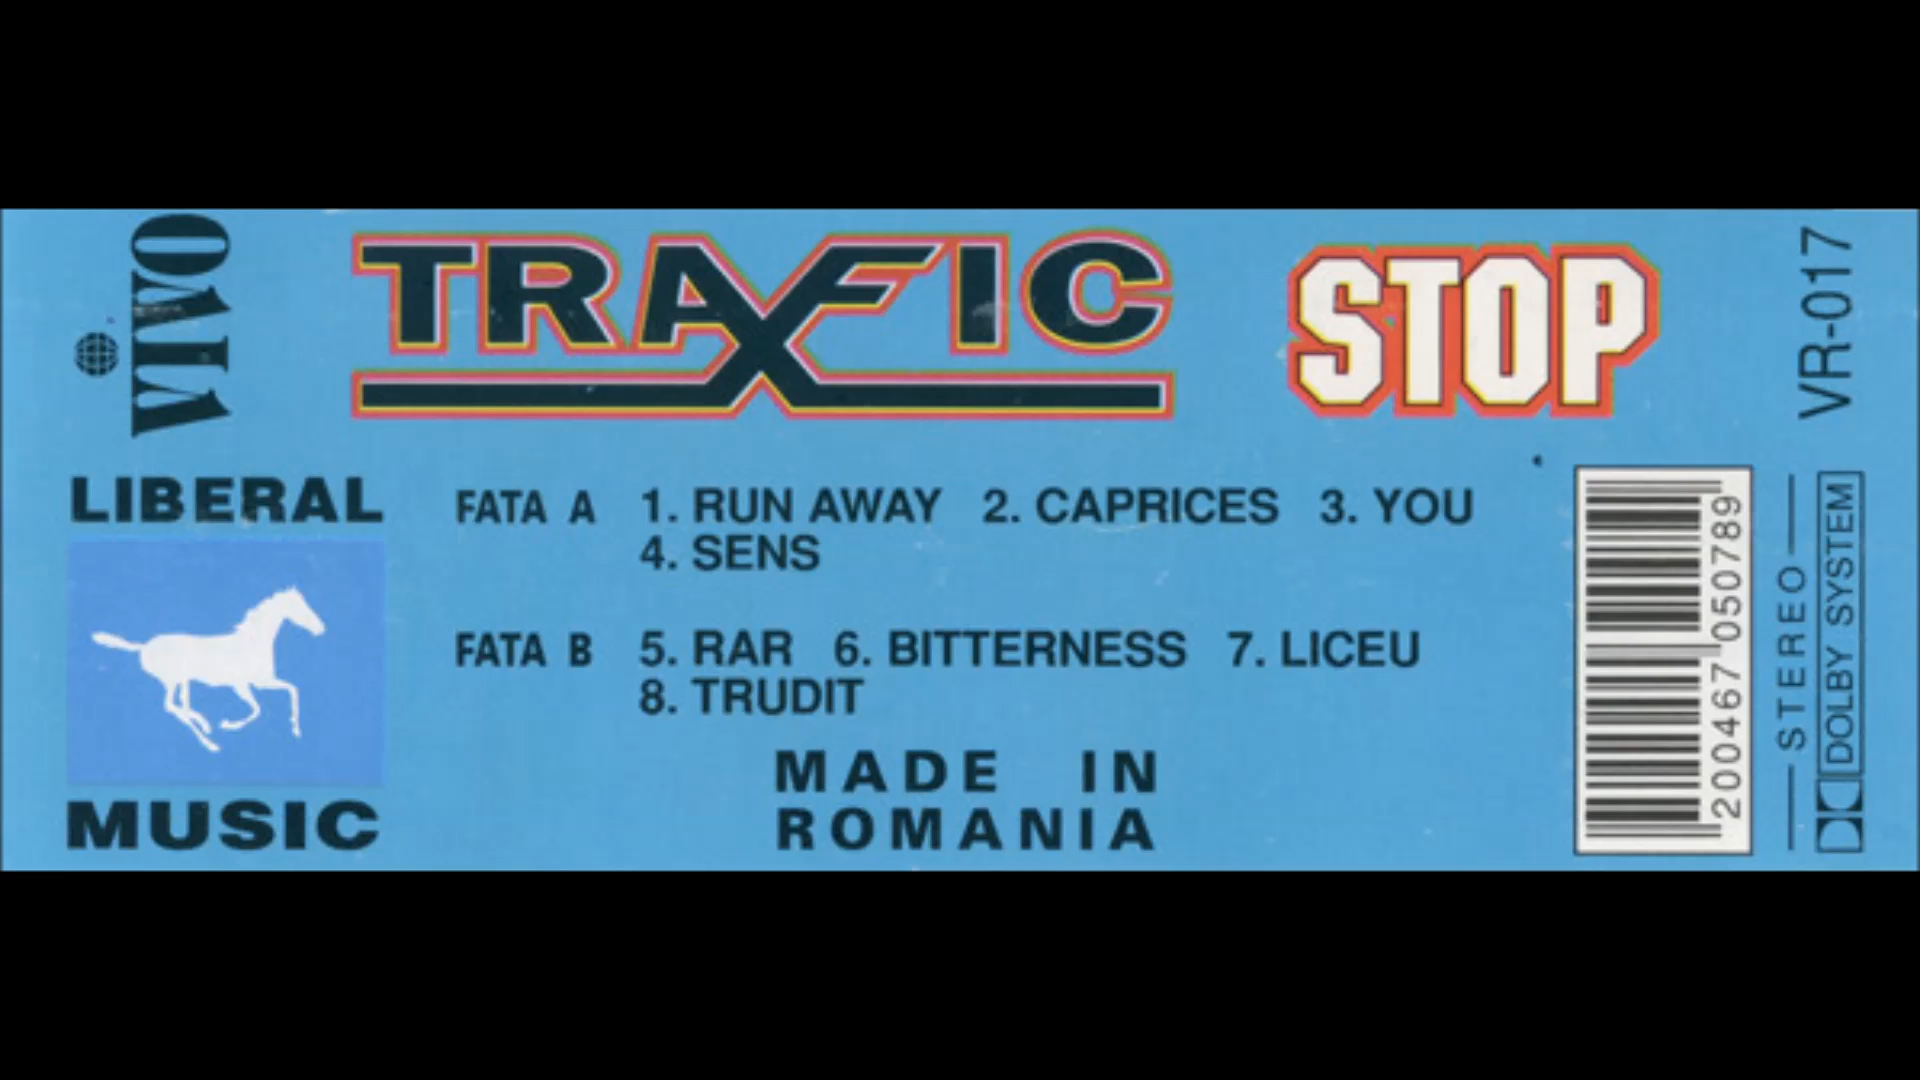 VIVO
TRAFIC
STOP
VR-017
LIBERAL
MUSIC
FATA A 1. RUN AWAY 2. CAPRICES 3. YOU
4. SENS
FATA B 5. RAR 6. BITTERNESS 7. LICEU
8. TRUDIT
MADE IN
ROMANIA
200467 050789
STEREO
DOLBY SYSTEM